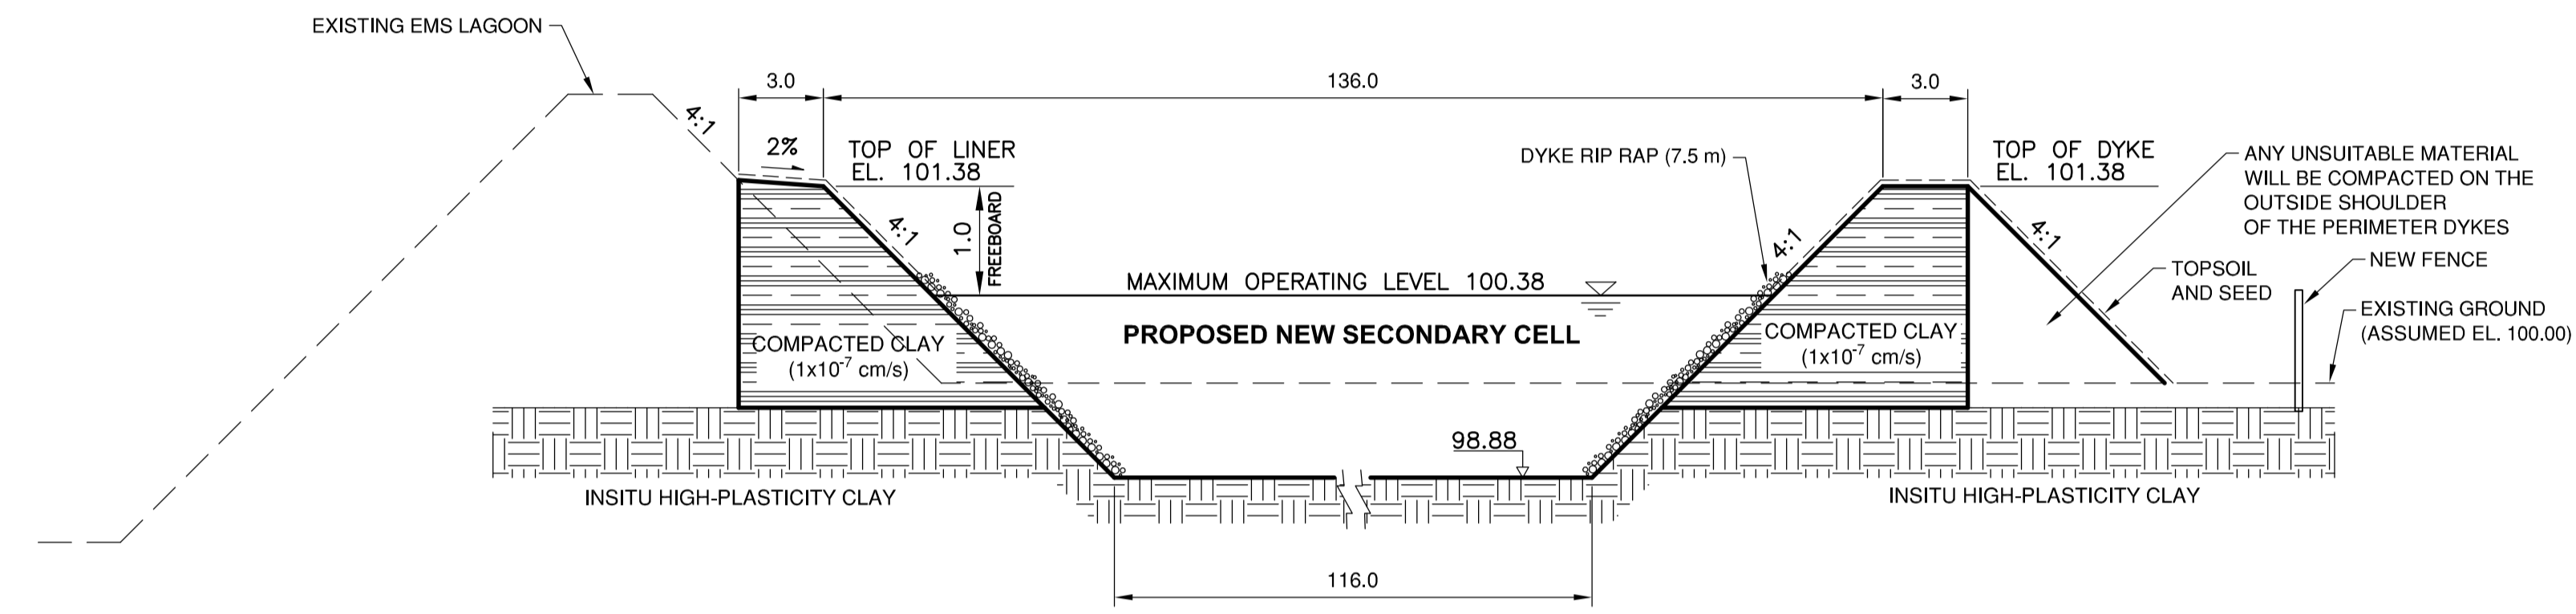 EXISTING EMS LAGOON
3.0
136.0
3.0
4:1
2%
TOP OF LINER
EL. 101.38
DYKE RIP RAP (7.5 m)
TOP OF DYKE
EL. 101.38
ANY UNSUITABLE MATERIAL
WILL BE COMPACTED ON THE
OUTSIDE SHOULDER
OF THE PERIMETER DYKES
4:1
1.0
FREEBOARD
4:1
4:1
NEW FENCE
TOPSOIL
AND SEED
MAXIMUM OPERATING LEVEL 100.38
EXISTING GROUND
(ASSUMED EL. 100.00)
PROPOSED NEW SECONDARY CELL
COMPACTED CLAY
(1x10⁻⁷ cm/s)
COMPACTED CLAY
(1x10⁻⁷ cm/s)
98.88
INSITU HIGH-PLASTICITY CLAY
INSITU HIGH-PLASTICITY CLAY
116.0